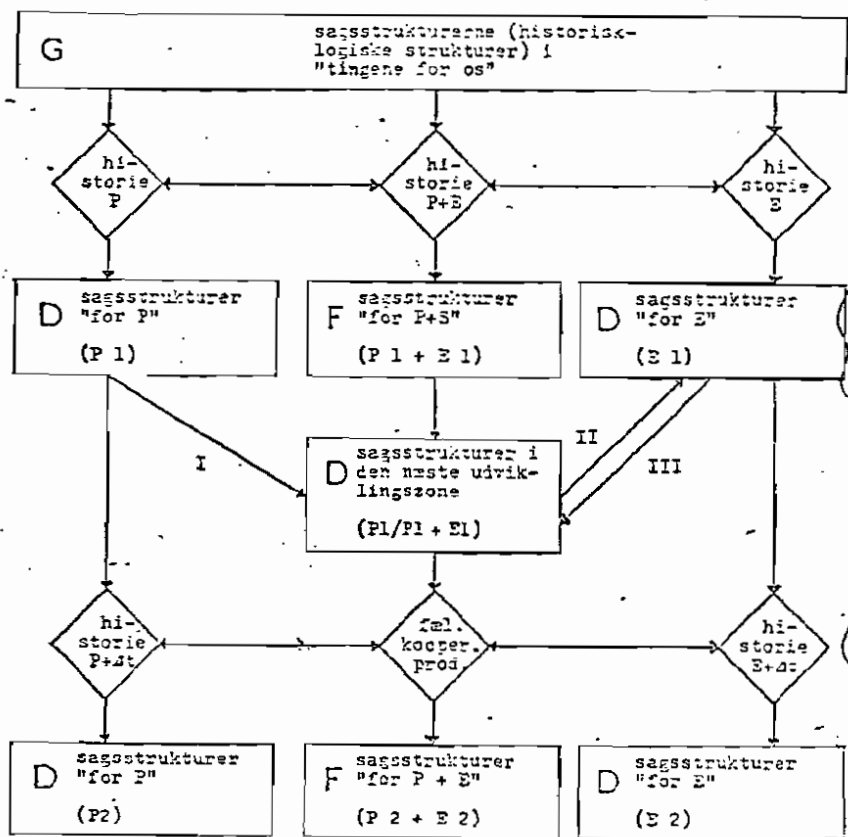 G
sagsstrukturerne (historisk-
logiske strukturer) i
"tingene for os"
hi-
storie
P
hi-
storie
P+E
hi-
storie
E
D
sagsstrukturer
"for P"
(P 1)
F
sagsstrukturer
"for P+S"
(P 1 + E 1)
D
sagsstrukturer
"for E"
(E 1)
I
D
sagsstrukturer i
den næste udvik-
lingszone
(P1/P1 + E1)
II
III
hi-
storie
P+Δt
fæl.
kooper.
prod.
hi-
storie
E+Δt
D
sagsstrukturer
"for P"
(P2)
F
sagsstrukturer
"for P + E"
(P 2 + E 2)
D
sagsstrukturer
"for E"
(E 2)